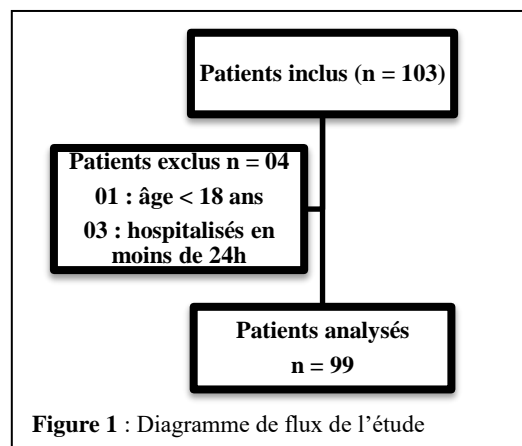 Patients inclus (n = 103)
Patients exclus n = 04
01 : âge < 18 ans
03 : hospitalisés en
moins de 24h
Patients analysés
n = 99
Figure 1 : Diagramme de flux de l’étude